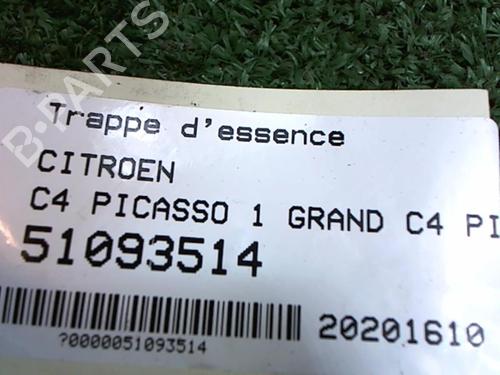 Trappe d'essence
CITROEN
C4 PICASSO 1 GRAND C4 PI
51093514
?0000051093514
20201610
B-PARTS